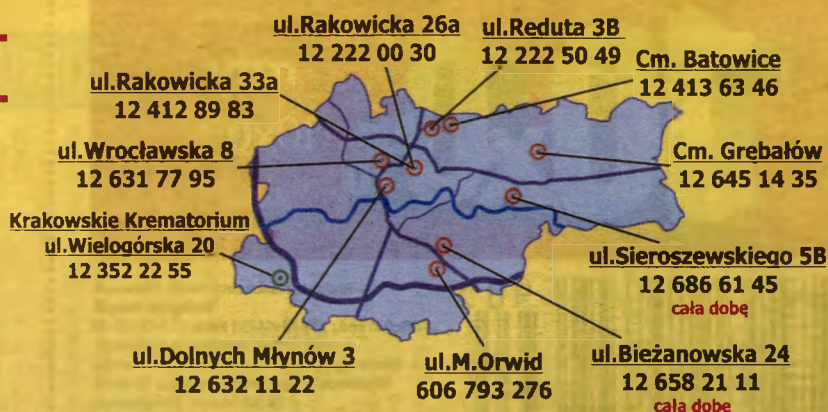 ul.Rakowicka 26a
12 222 00 30
ul.Reduta 3B
12 222 50 49
Cm. Batowice
12 413 63 46
ul.Rakowicka 33a
12 412 89 83
ul.Wrocławska 8
12 631 77 95
Cm. Grębałów
12 645 14 35
Krakowskie Krematorium
ul.Wielogórska 20
12 352 22 55
ul.Sieroszewskiego 5B
12 686 61 45
cała dobę
ul.Dolnych Młynów 3
12 632 11 22
ul.M.Orwid
606 793 276
ul.Bieżanowska 24
12 658 21 11
cała dobę